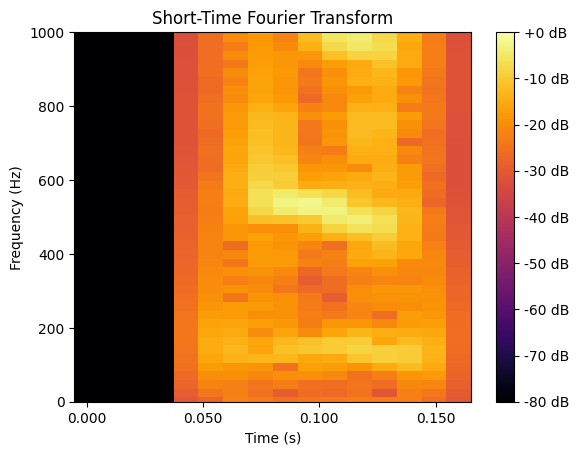 Short-Time Fourier Transform
1000
800
600
400
200
0
Frequency (Hz)
0.000
0.050
0.100
0.150
Time (s)
+0 dB
-10 dB
-20 dB
-30 dB
-40 dB
-50 dB
-60 dB
-70 dB
-80 dB